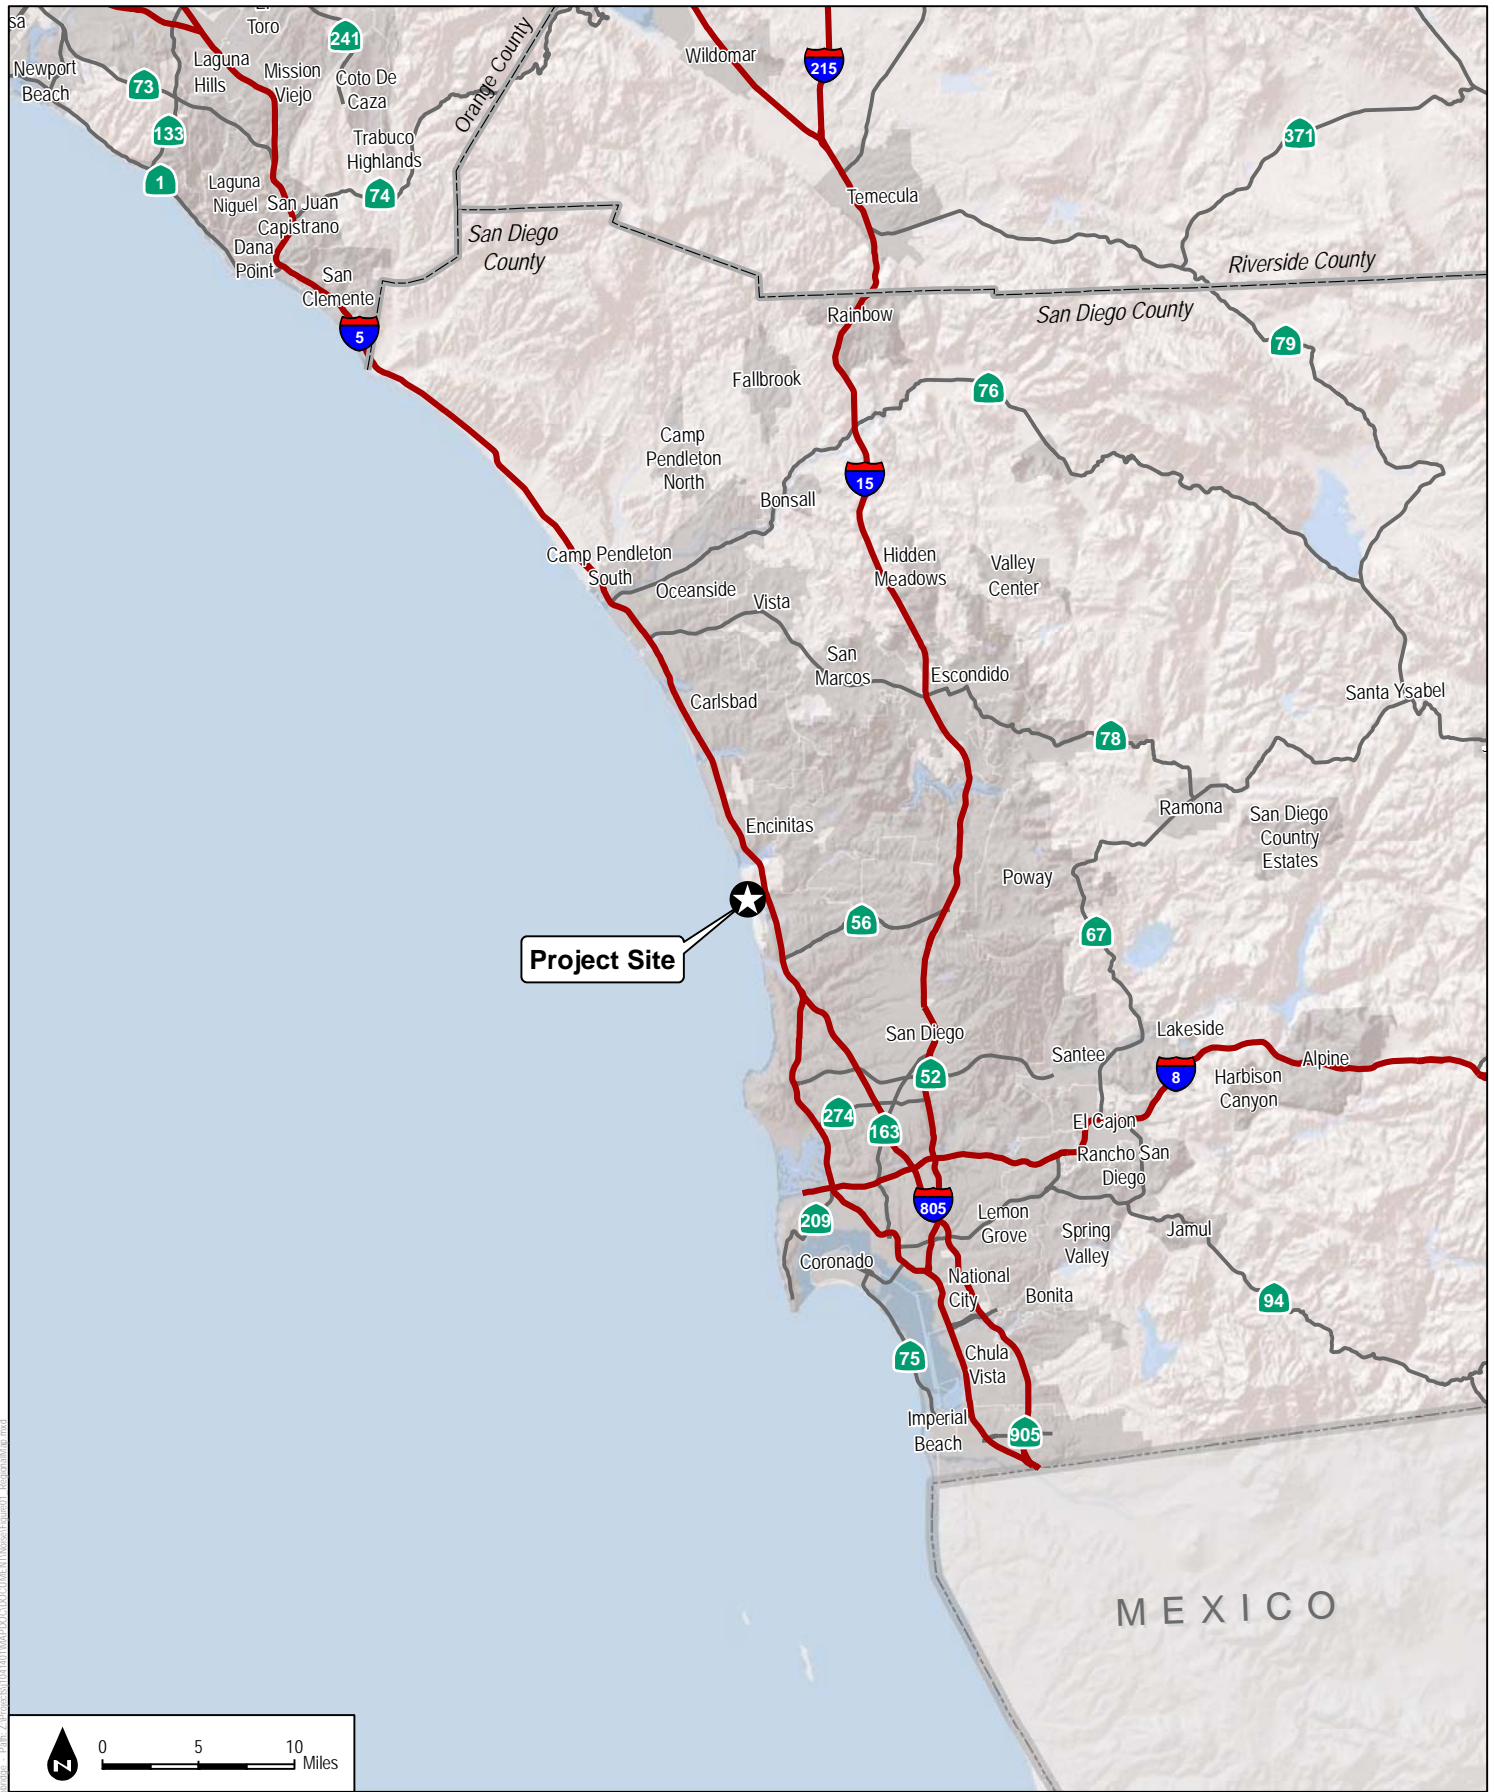 sa
Toro
241
Wildomar
215
Laguna
Hills
Newport
Beach
73
Mission
Viejo
Coto De
Caza
Orange County
133
Trabuco
Highlands
371
1
Laguna
Niguel
74
San Juan
Capistrano
Temecula
Dana
Point
San Diego
County
Riverside County
San
Clemente
San Diego County
Rainbow
5
79
Fallbrook
76
Camp
Pendleton
North
15
Bonsall
Camp Pendleton
South
Hidden
Meadows
Valley
Center
Oceanside
Vista
San
Marcos
Escondido
Carlsbad
Santa Ysabel
78
Ramona
San Diego
Country
Estates
Encinitas
Poway
56
67
Project Site
San Diego
Lakeside
Santee
Alpine
52
8
Harbison
Canyon
274
163
El Cajon
Rancho San
Diego
805
209
Lemon
Grove
Spring
Valley
Jamul
Coronado
National
City
Bonita
94
75
Chula
Vista
Imperial
Beach
905
MEXICO
N
0 5 10
Miles